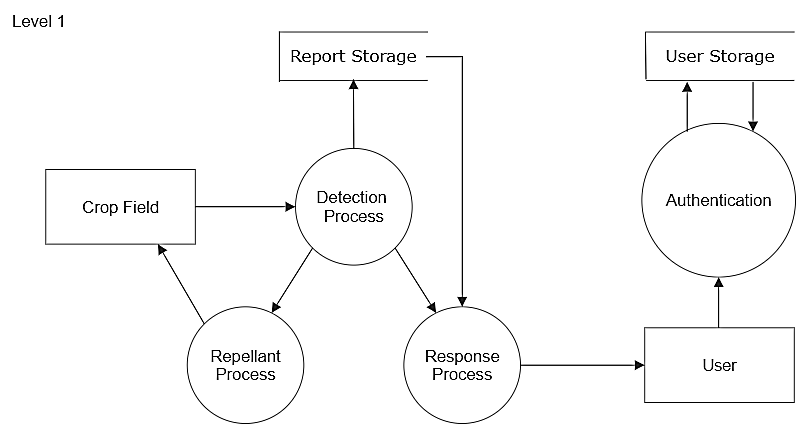 Level 1
Report Storage
User Storage
Crop Field
Detection
Process
Authentication
Repellant
Process
Response
Process
User